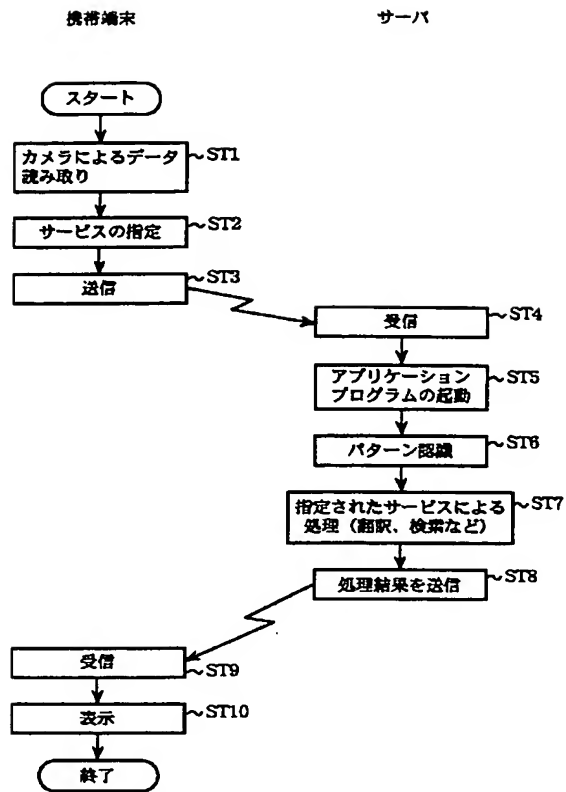 携帯端末
サーバ
スタート
カメラによるデータ
読み取り
~ST1
サービスの指定
~ST2
送信
~ST3
受信
~ST4
アプリケーション
プログラムの起動
~ST5
パターン認識
~ST6
指定されたサービスによる
処理(翻訳、検索など)
~ST7
処理結果を送信
~ST8
受信
~ST9
表示
~ST10
終了